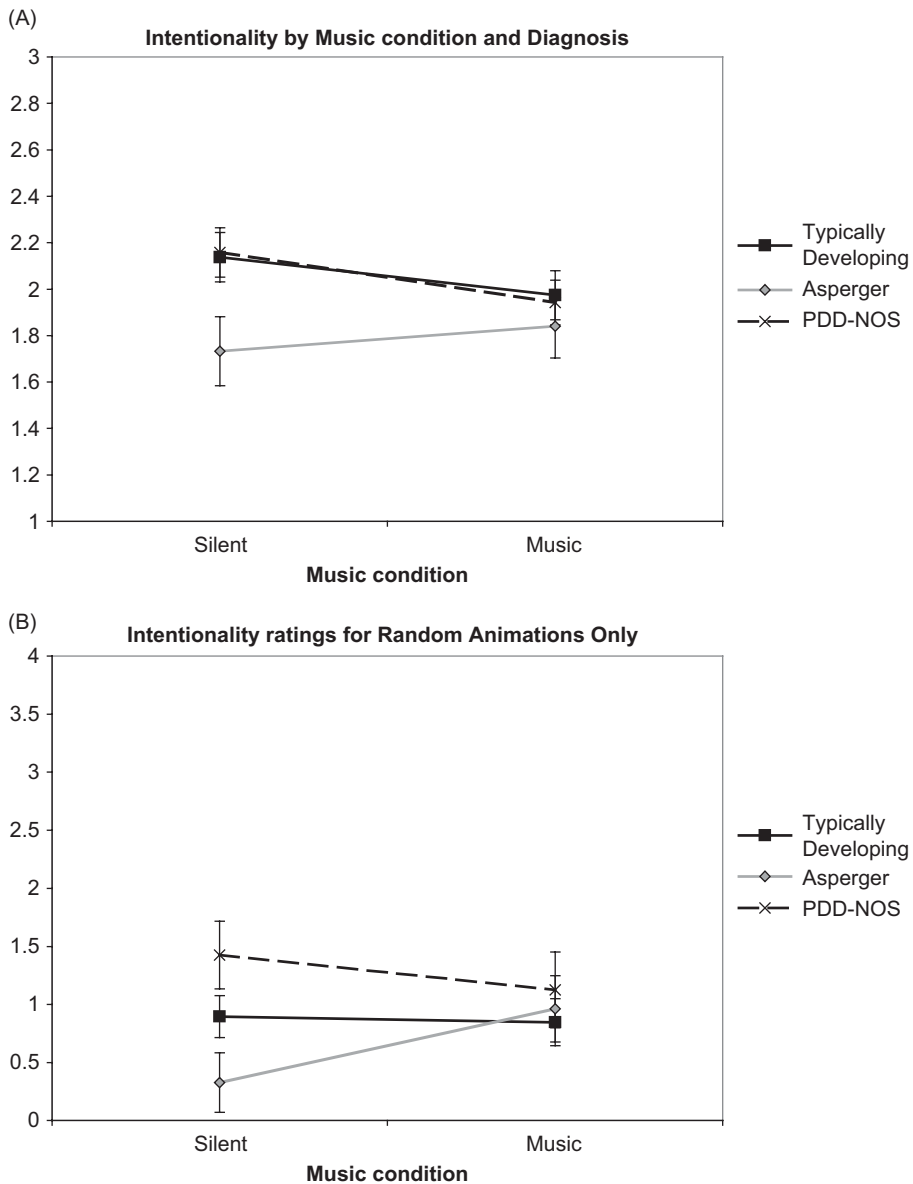 (A)
Intentionality by Music condition and Diagnosis
3
2.8
2.6
2.4
2.2
2
1.8
1.6
1.4
1.2
1
Silent
Music
Music condition
Typically
Developing
Asperger
PDD-NOS
(B)
Intentionality ratings for Random Animations Only
4
3.5
3
2.5
2
1.5
1
0.5
0
Silent
Music
Music condition
Typically
Developing
Asperger
PDD-NOS